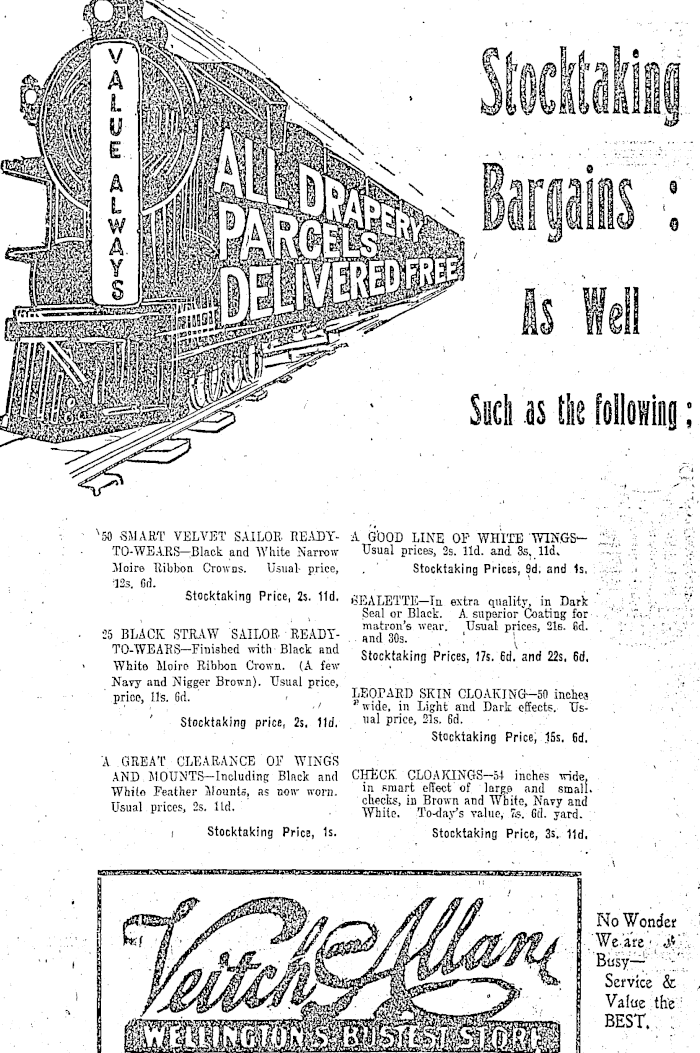 VALUE ALWAYS
ALL DRAPERY
PARCELS
DELIVERED FREE
Stocktaking
Bargains :
As Well
Such as the following ;
50 SMART VELVET SAILOR READY-
TO-WEARS—Black and White Narrow
Moire Ribbon Crowns. Usual price,
12s. 6d.
Stocktaking Price, 2s. 11d.
25 BLACK STRAW SAILOR READY-
TO-WEARS—Finished with Black and
White Moire Ribbon Crown. (A few
Navy and Nigger Brown). Usual price,
price, 11s. 6d.
Stocktaking price, 2s. 11d.
A GREAT CLEARANCE OF WINGS
AND MOUNTS—Including Black and
White Feather Mounts, as now worn.
Usual prices, 2s. 11d.
Stocktaking Price, 1s.
A GOOD LINE OF WHITE WINGS—
Usual prices, 2s. 11d. and 3s. 11d.
Stocktaking Prices, 9d. and 1s.
SEALETTE—In extra quality, in Dark
Seal or Black. A superior Coating for
matron's wear. Usual prices, 21s. 6d.
and 30s.
Stocktaking Prices, 17s. 6d. and 22s. 6d.
LEOPARD SKIN CLOAKING—50 inches
wide, in Light and Dark effects. Us-
ual price, 21s. 6d.
Stocktaking Price, 15s. 6d.
CHECK CLOAKINGS—54 inches wide,
in smart effect of large and small
checks, in Brown and White, Navy and
White. To-day's value, 7s. 6d. yard.
Stocktaking Price, 3s. 11d.
Veitch and Allan
WELLINGTON'S BUSIEST STORE
No Wonder
We are
Busy—
Service &
Value the
BEST.